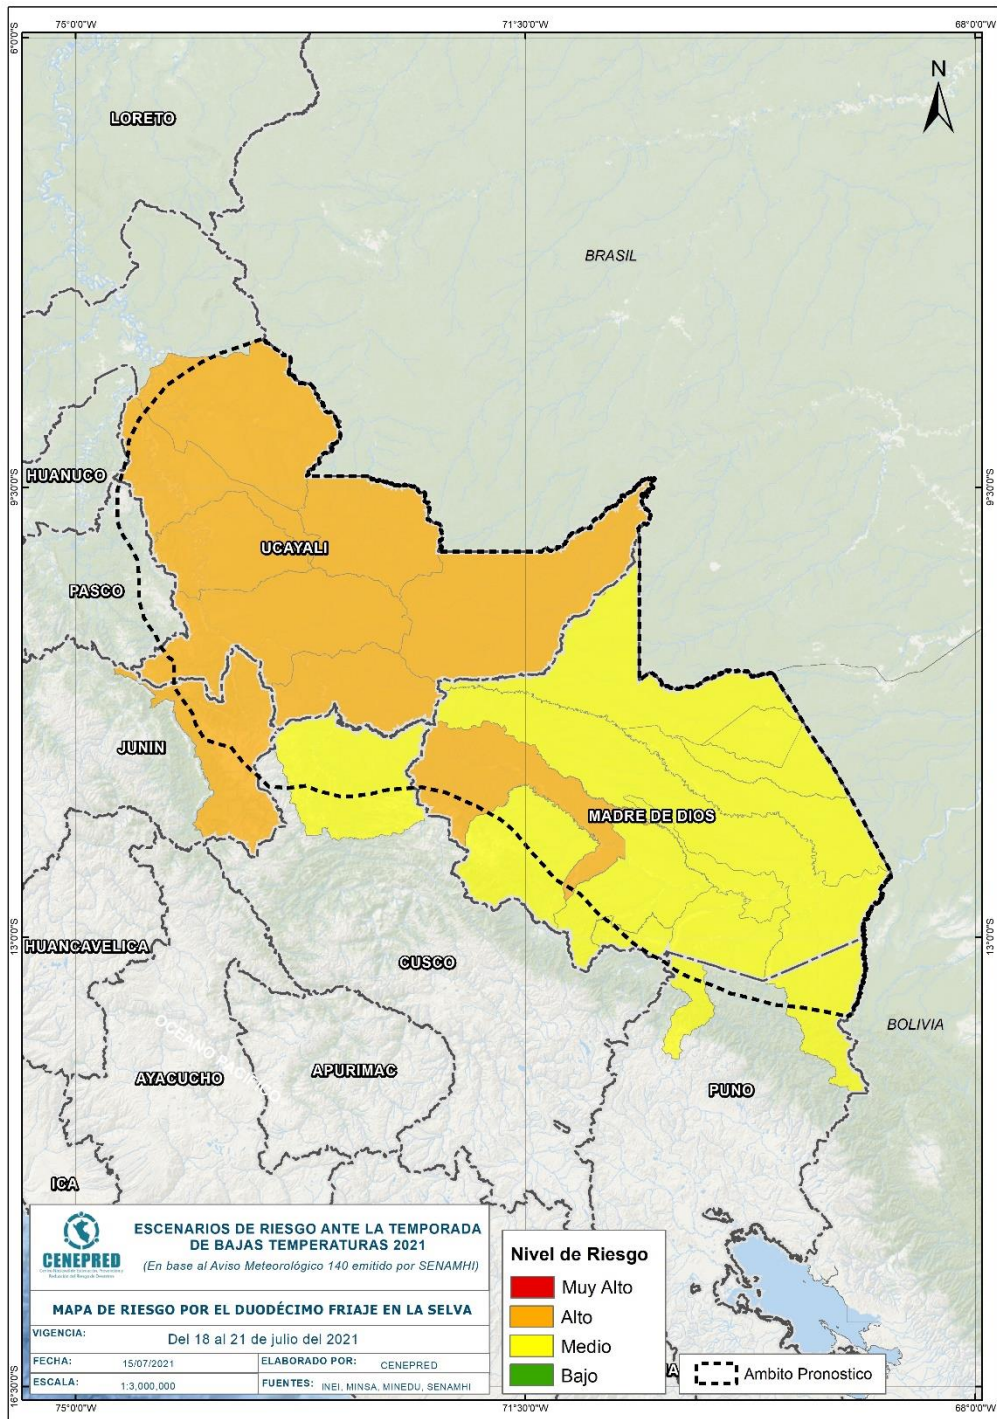 75°0'0"W
71°30'0"W
68°0'0"W
6°0'0"S
N
LORETO
BRASIL
HUANUCO
9°30'0"S
9°30'0"S
UCAYALI
PASCO
JUNIN
MADRE DE DIOS
13°0'0"S
13°0'0"S
HUANCAVELICA
CUSCO
BOLIVIA
AYACUCHO
APURIMAC
PUNO
ICA
CENEPRED
ESCENARIOS DE RIESGO ANTE LA TEMPORADA
DE BAJAS TEMPERATURAS 2021
(En base al Aviso Meteorológico 140 emitido por SENAMHI)
MAPA DE RIESGO POR EL DUODÉCIMO FRIAJE EN LA SELVA
VIGENCIA: Del 18 al 21 de julio del 2021
FECHA: 15/07/2021 ELABORADO POR: CENEPRED
ESCALA: 1:3,000,000 FUENTES: INEI, MINSA, MINEDU, SENAMHI
Nivel de Riesgo
Muy Alto
Alto
Medio
Bajo
Ambito Pronostico
16°30'0"S
16°30'0"S
75°0'0"W
71°30'0"W
68°0'0"W